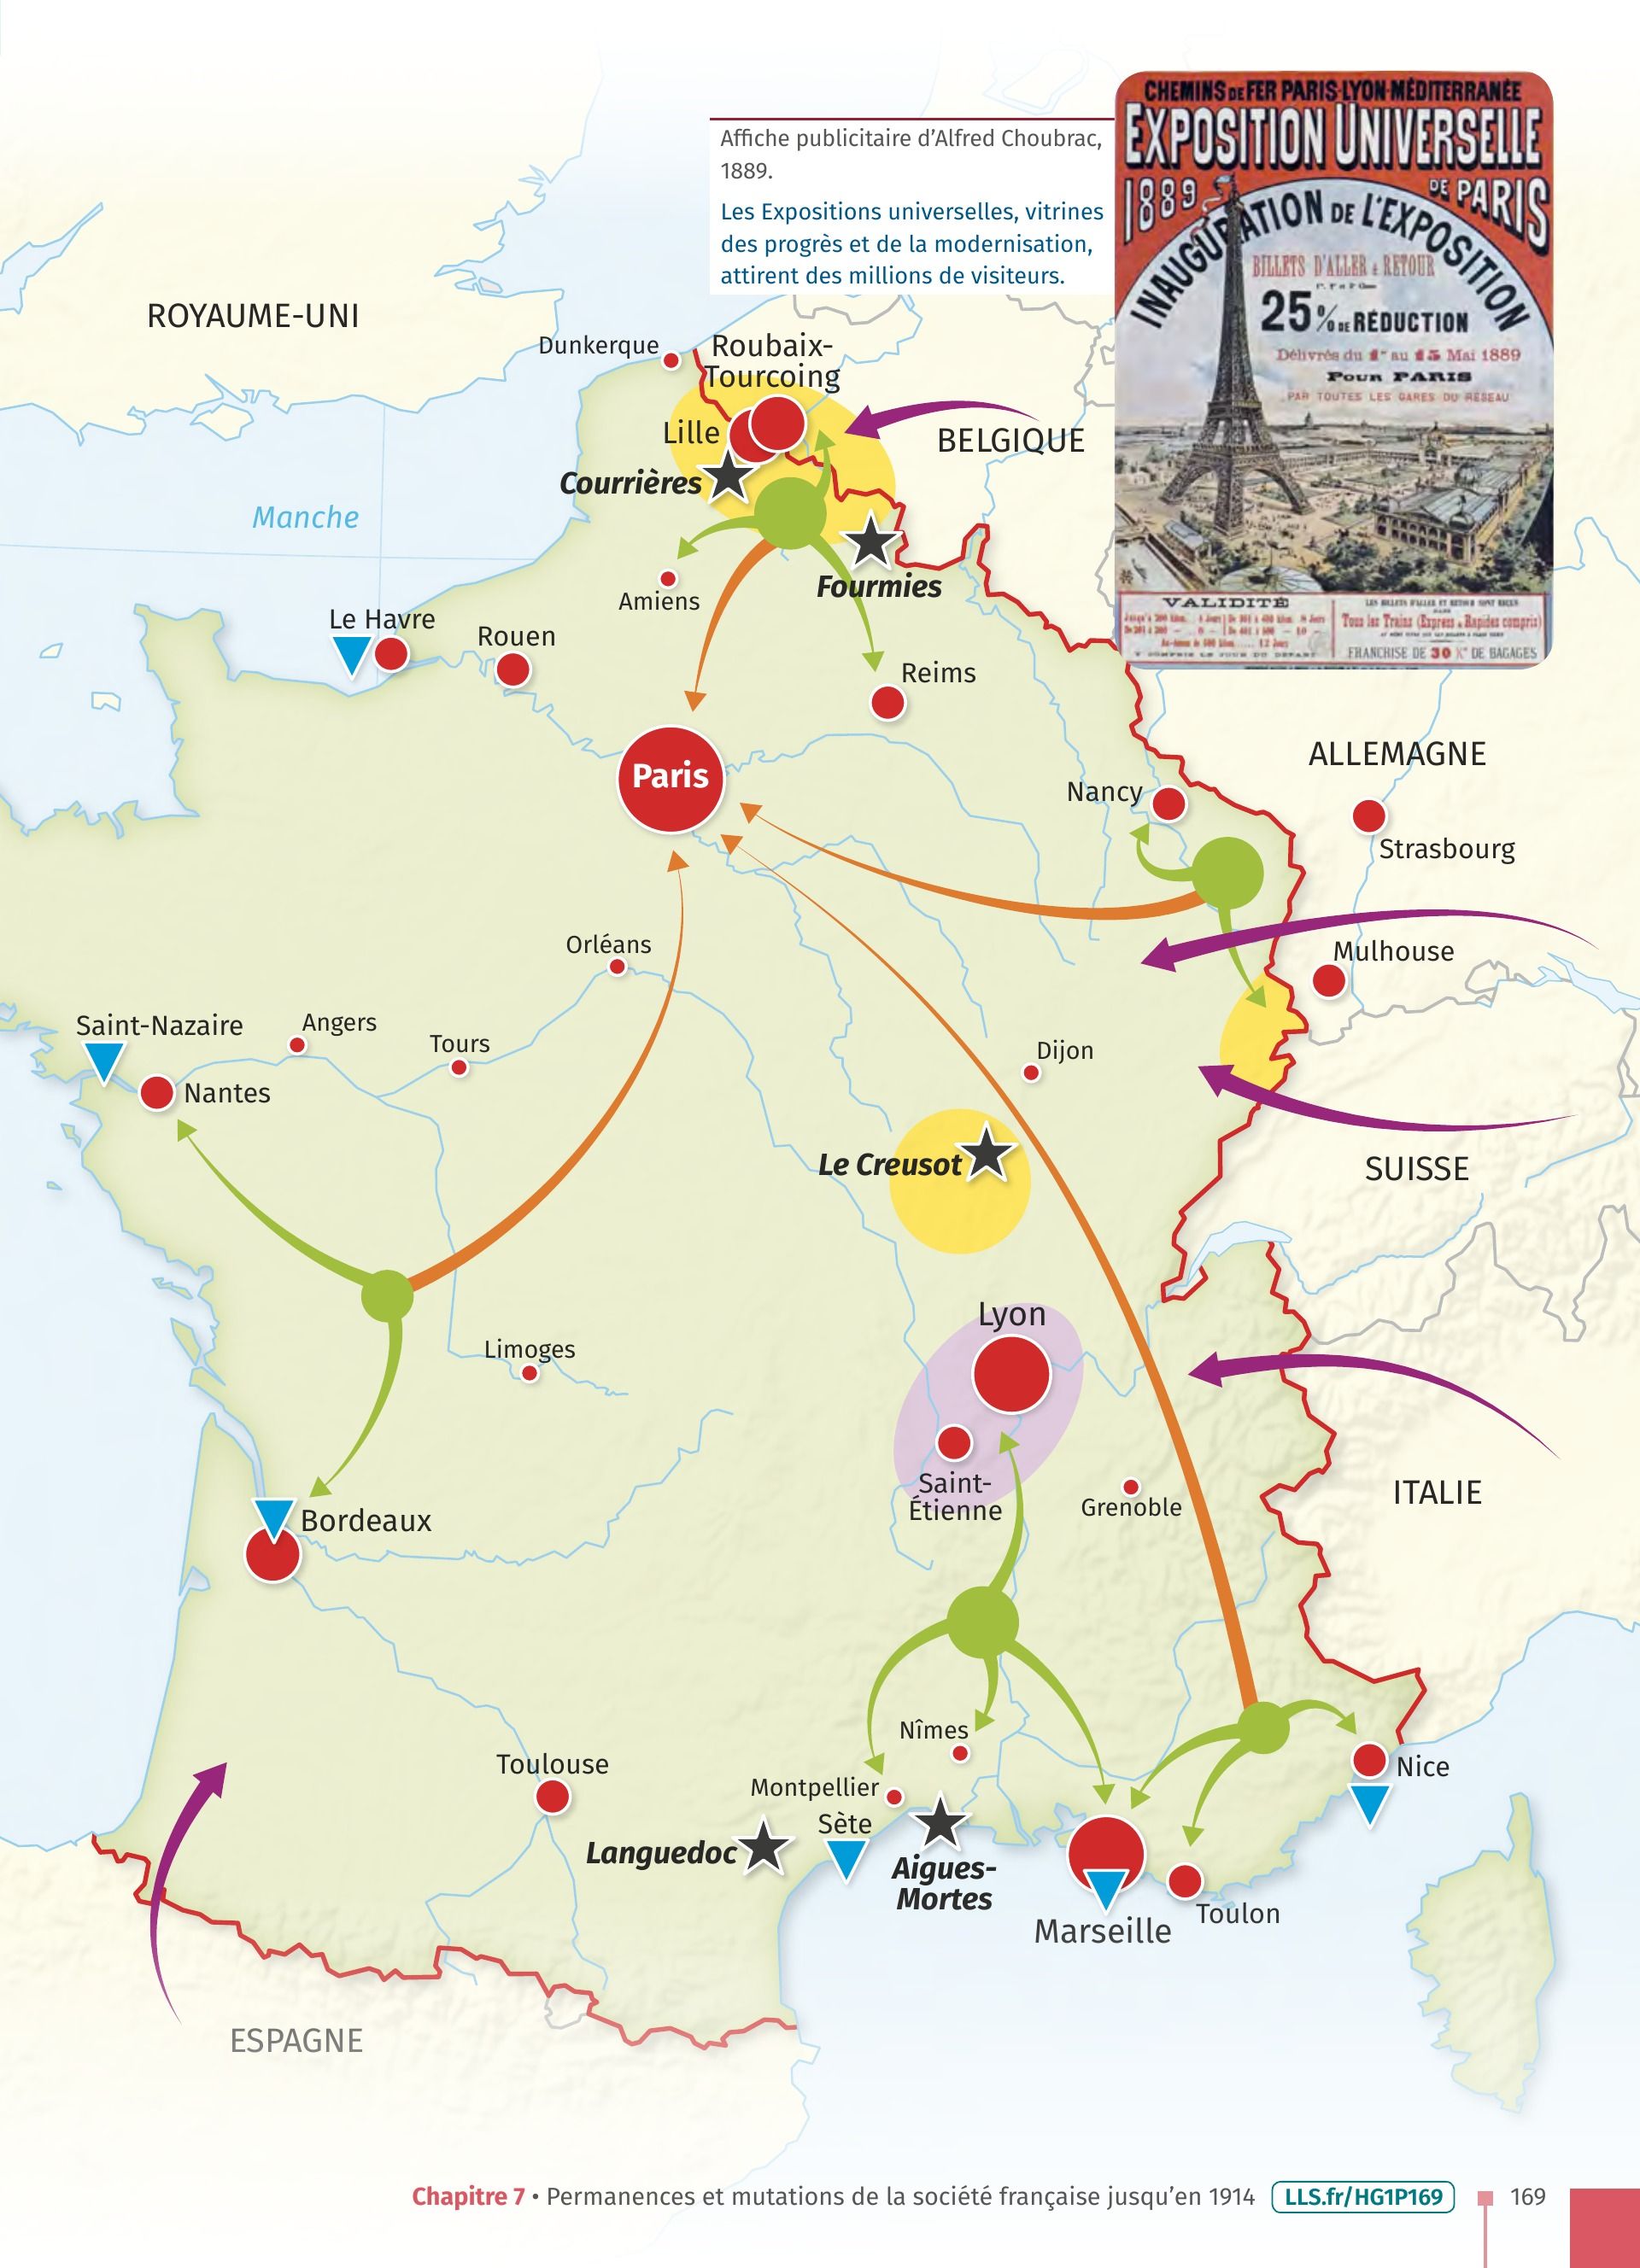 Affiche publicitaire d’Alfred Choubrac,
1889.
Les Expositions universelles, vitrines
des progrès et de la modernisation,
attirent des millions de visiteurs.
CHEMINS DE FER PARIS-LYON-MÉDITERRANÉE
EXPOSITION UNIVERSELLE
1889 DE PARIS
INAUGURATION DE L'EXPOSITION
BILLETS D'ALLER & RETOUR
25% DE RÉDUCTION
Délivrés du 1er au 15 Mai 1889
POUR PARIS
PAR TOUTES LES GARES DU RÉSEAU
VALIDITÉ
Tous les Trains (Express & Rapides compris)
FRANCHISE DE 30 K° DE BAGAGES
ROYAUME-UNI
Dunkerque
Roubaix-
Tourcoing
Lille
BELGIQUE
Courrières
Manche
Fourmies
Amiens
Le Havre
Rouen
Reims
Paris
ALLEMAGNE
Nancy
Strasbourg
Orléans
Mulhouse
Saint-Nazaire
Angers
Tours
Dijon
Nantes
Le Creusot
SUISSE
Lyon
Limoges
Saint-
Étienne
Grenoble
ITALIE
Bordeaux
Nîmes
Toulouse
Montpellier
Nice
Sète
Languedoc
Aigues-
Mortes
Marseille
Toulon
ESPAGNE
Chapitre 7 • Permanences et mutations de la société française jusqu’en 1914 LLS.fr/HG1P169 169